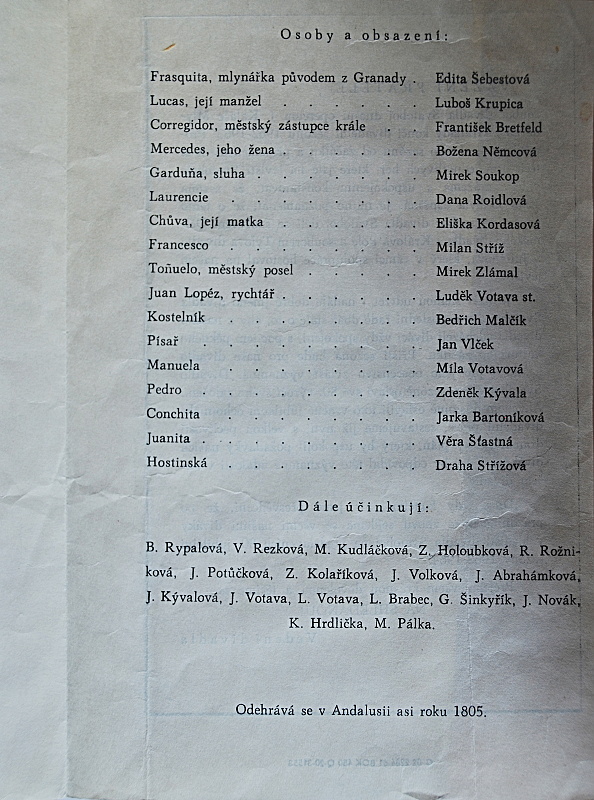 Osoby a obsazení:
Frasquita, mlynářka původem z Granady . Edita Šebestová
Lucas, její manžel . . . . . . Luboš Krupica
Corregidor, městský zástupce krále . . František Bretfeld
Mercedes, jeho žena . . . . . . Božena Němcová
Garduňa, sluha . . . . . . . Mirek Soukop
Laurencie . . . . . . . . Dana Roidlová
Chůva, její matka . . . . . . Eliška Kordasová
Francesco . . . . . . . . Milan Stříž
Toňuelo, městský posel . . . . . Mirek Zlámal
Juan Lopéz, rychtář . . . . . . Luděk Votava st.
Kostelník . . . . . . . . Bedřich Malčík
Písař . . . . . . . . . Jan Vlček
Manuela . . . . . . . . Míla Votavová
Pedro . . . . . . . . . Zdeněk Kývala
Conchita . . . . . . . . Jarka Bartoníková
Juanita . . . . . . . . . Věra Šťastná
Hostinská . . . . . . . . Draha Střížová
Dále účinkují:
B. Rypalová, V. Rezková, M. Kudláčková, Z. Holoubková, R. Rožni-
ková, J. Potůčková, Z. Kolaříková, J. Volková, J. Abrahámková,
J. Kývalová, J. Votava, L. Votava, L. Brabec, G. Šinkyřík, J. Novák,
K. Hrdlička, M. Pálka.
Odehrává se v Andalusii asi roku 1805.